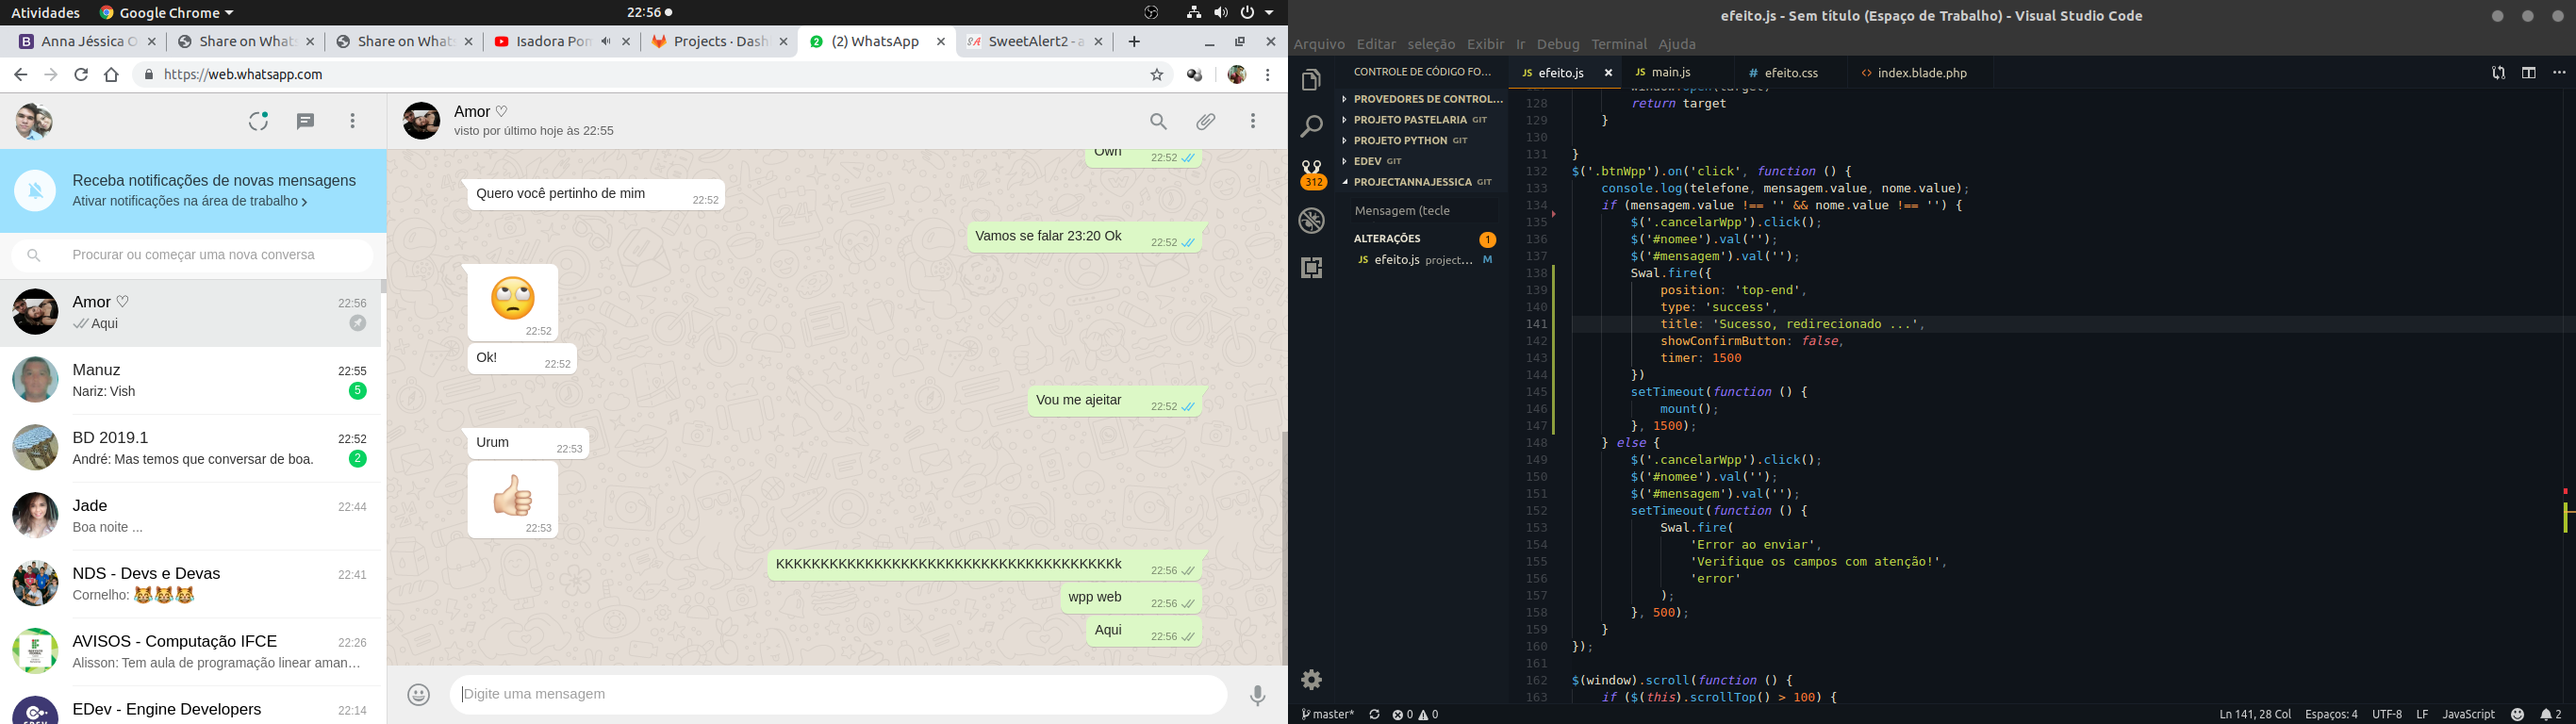 Atividades
Google Chrome
22:56
Anna Jéssica O
Share on Whats
Share on Whats
Isadora Pom
Projects · Dash
(2) WhatsApp
SweetAlert2 - a
https://web.whatsapp.com
Receba notificações de novas mensagens
Ativar notificações na área de trabalho
Procurar ou começar uma nova conversa
Amor ♡
22:56
Aqui
Manuz
22:55
Nariz: Vish
5
BD 2019.1
22:52
André: Mas temos que conversar de boa.
2
Jade
22:44
Boa noite ...
NDS - Devs e Devas
22:41
Cornelho: 😹😹😹
AVISOS - Computação IFCE
22:26
Alisson: Tem aula de programação linear aman…
EDev - Engine Developers
22:14
Amor ♡
visto por último hoje às 22:55
Own
22:52
Quero você pertinho de mim
22:52
Vamos se falar 23:20 Ok
22:52
🙄
22:52
Ok!
22:52
Vou me ajeitar
22:52
Urum
22:53
👍🏻
22:53
22:56
wpp web
22:56
Aqui
22:56
Digite uma mensagem
efeito.js - Sem título (Espaço de Trabalho) - Visual Studio Code
Arquivo Editar seleção Exibir Ir Debug Terminal Ajuda
CONTROLE DE CÓDIGO FO...
PROVEDORES DE CONTROL...
PROJETO PASTELARIA GIT
PROJETO PYTHON GIT
EDEV GIT
PROJECTANNAJESSICA GIT
312
Mensagem (tecle
ALTERAÇÕES
1
JS efeito.js project... M
JS efeito.js
JS main.js
# efeito.css
<> index.blade.php
window.open(target)
128 return target
129 }
130
131 }
132 $('.btnWpp').on('click', function () {
133 console.log(telefone, mensagem.value, nome.value);
134 if (mensagem.value !== '' && nome.value !== '') {
135 $('.cancelarWpp').click();
136 $('#nomee').val('');
137 $('#mensagem').val('');
138 Swal.fire({
139 position: 'top-end',
140 type: 'success',
141 title: 'Sucesso, redirecionado ...',
142 showConfirmButton: false,
143 timer: 1500
144 })
145 setTimeout(function () {
146 mount();
147 }, 1500);
148 } else {
149 $('.cancelarWpp').click();
150 $('#nomee').val('');
151 $('#mensagem').val('');
152 setTimeout(function () {
153 Swal.fire(
154 'Error ao enviar',
155 'Verifique os campos com atenção!',
156 'error'
157 );
158 }, 500);
159 }
160 });
161
162 $(window).scroll(function () {
163 if ($(this).scrollTop() > 100) {
master* 0 0
Ln 141, 28 Col Espaços: 4 UTF-8 LF JavaScript 2